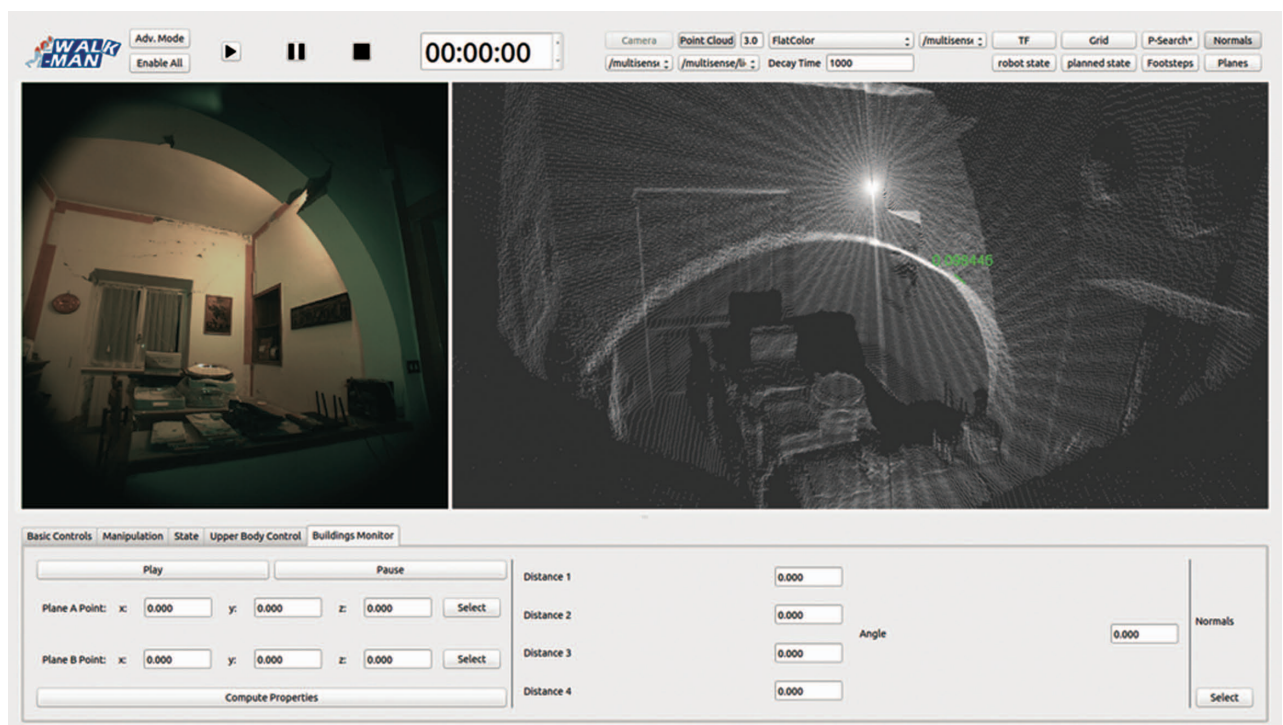 WALK
-MAN
Adv. Mode
Enable All
00:00:00
Camera Point Cloud 3.0 FlatColor /multisens TF Grid P-Search* Normals
/multisens /multisense/li Decay Time 1000 robot state planned state Footsteps Planes
Basic Controls Manipulation State Upper Body Control Buildings Monitor
Play Pause
Plane A Point: x: 0.000 y: 0.000 z: 0.000 Select
Plane B Point: x: 0.000 y: 0.000 z: 0.000 Select
Compute Properties
Distance 1 0.000
Distance 2 0.000
Distance 3 0.000
Distance 4 0.000
Angle 0.000
Normals
Select